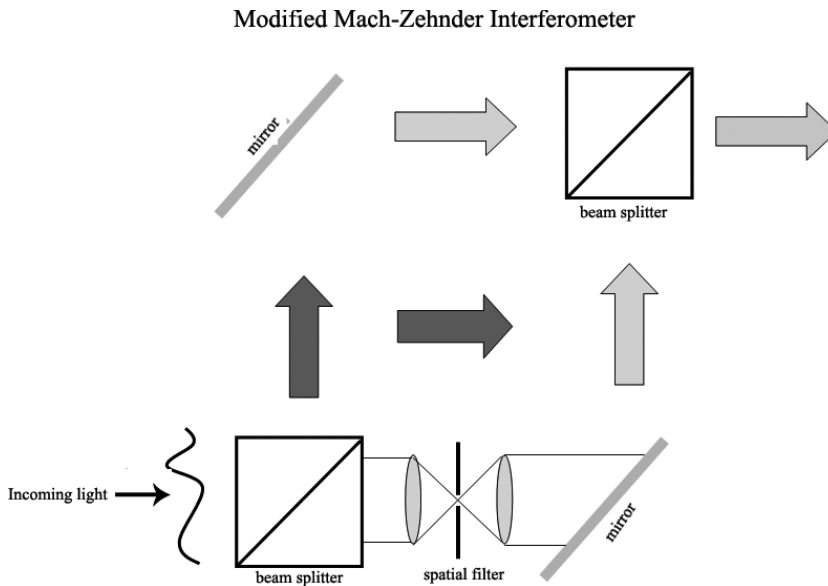 Modified Mach-Zehnder Interferometer
mirror
beam splitter
Incoming light
beam splitter
spatial filter
mirror